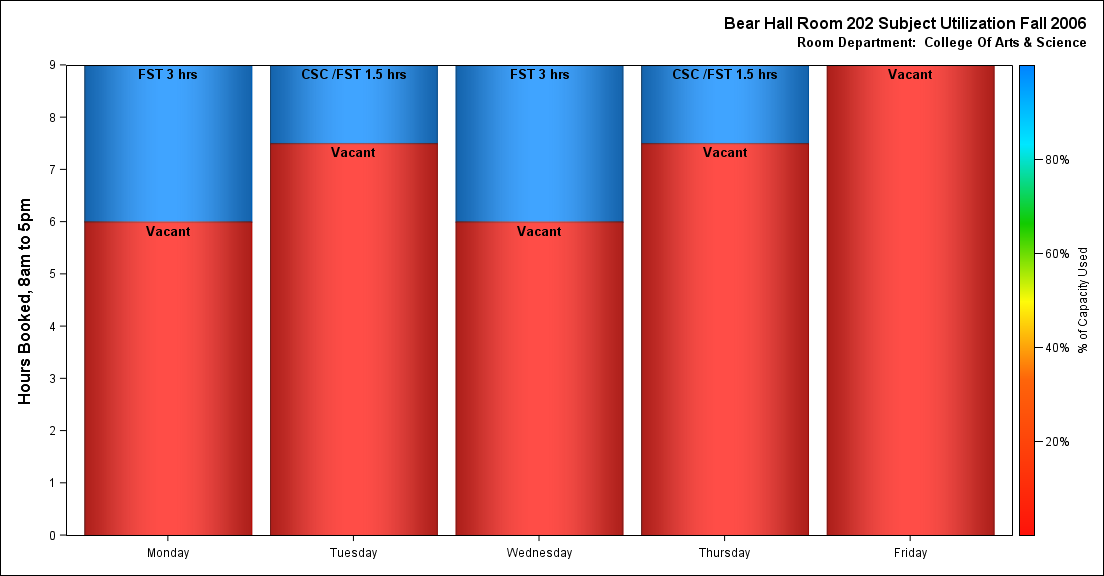 Bear Hall Room 202 Subject Utilization Fall 2006
Room Department:  College Of Arts & Science
Hours Booked, 8am to 5pm
9
8
7
6
5
4
3
2
1
0
FST 3 hrs
Vacant
CSC /FST 1.5 hrs
Vacant
FST 3 hrs
Vacant
CSC /FST 1.5 hrs
Vacant
Vacant
Monday
Tuesday
Wednesday
Thursday
Friday
80%
60%
40%
20%
% of Capacity Used